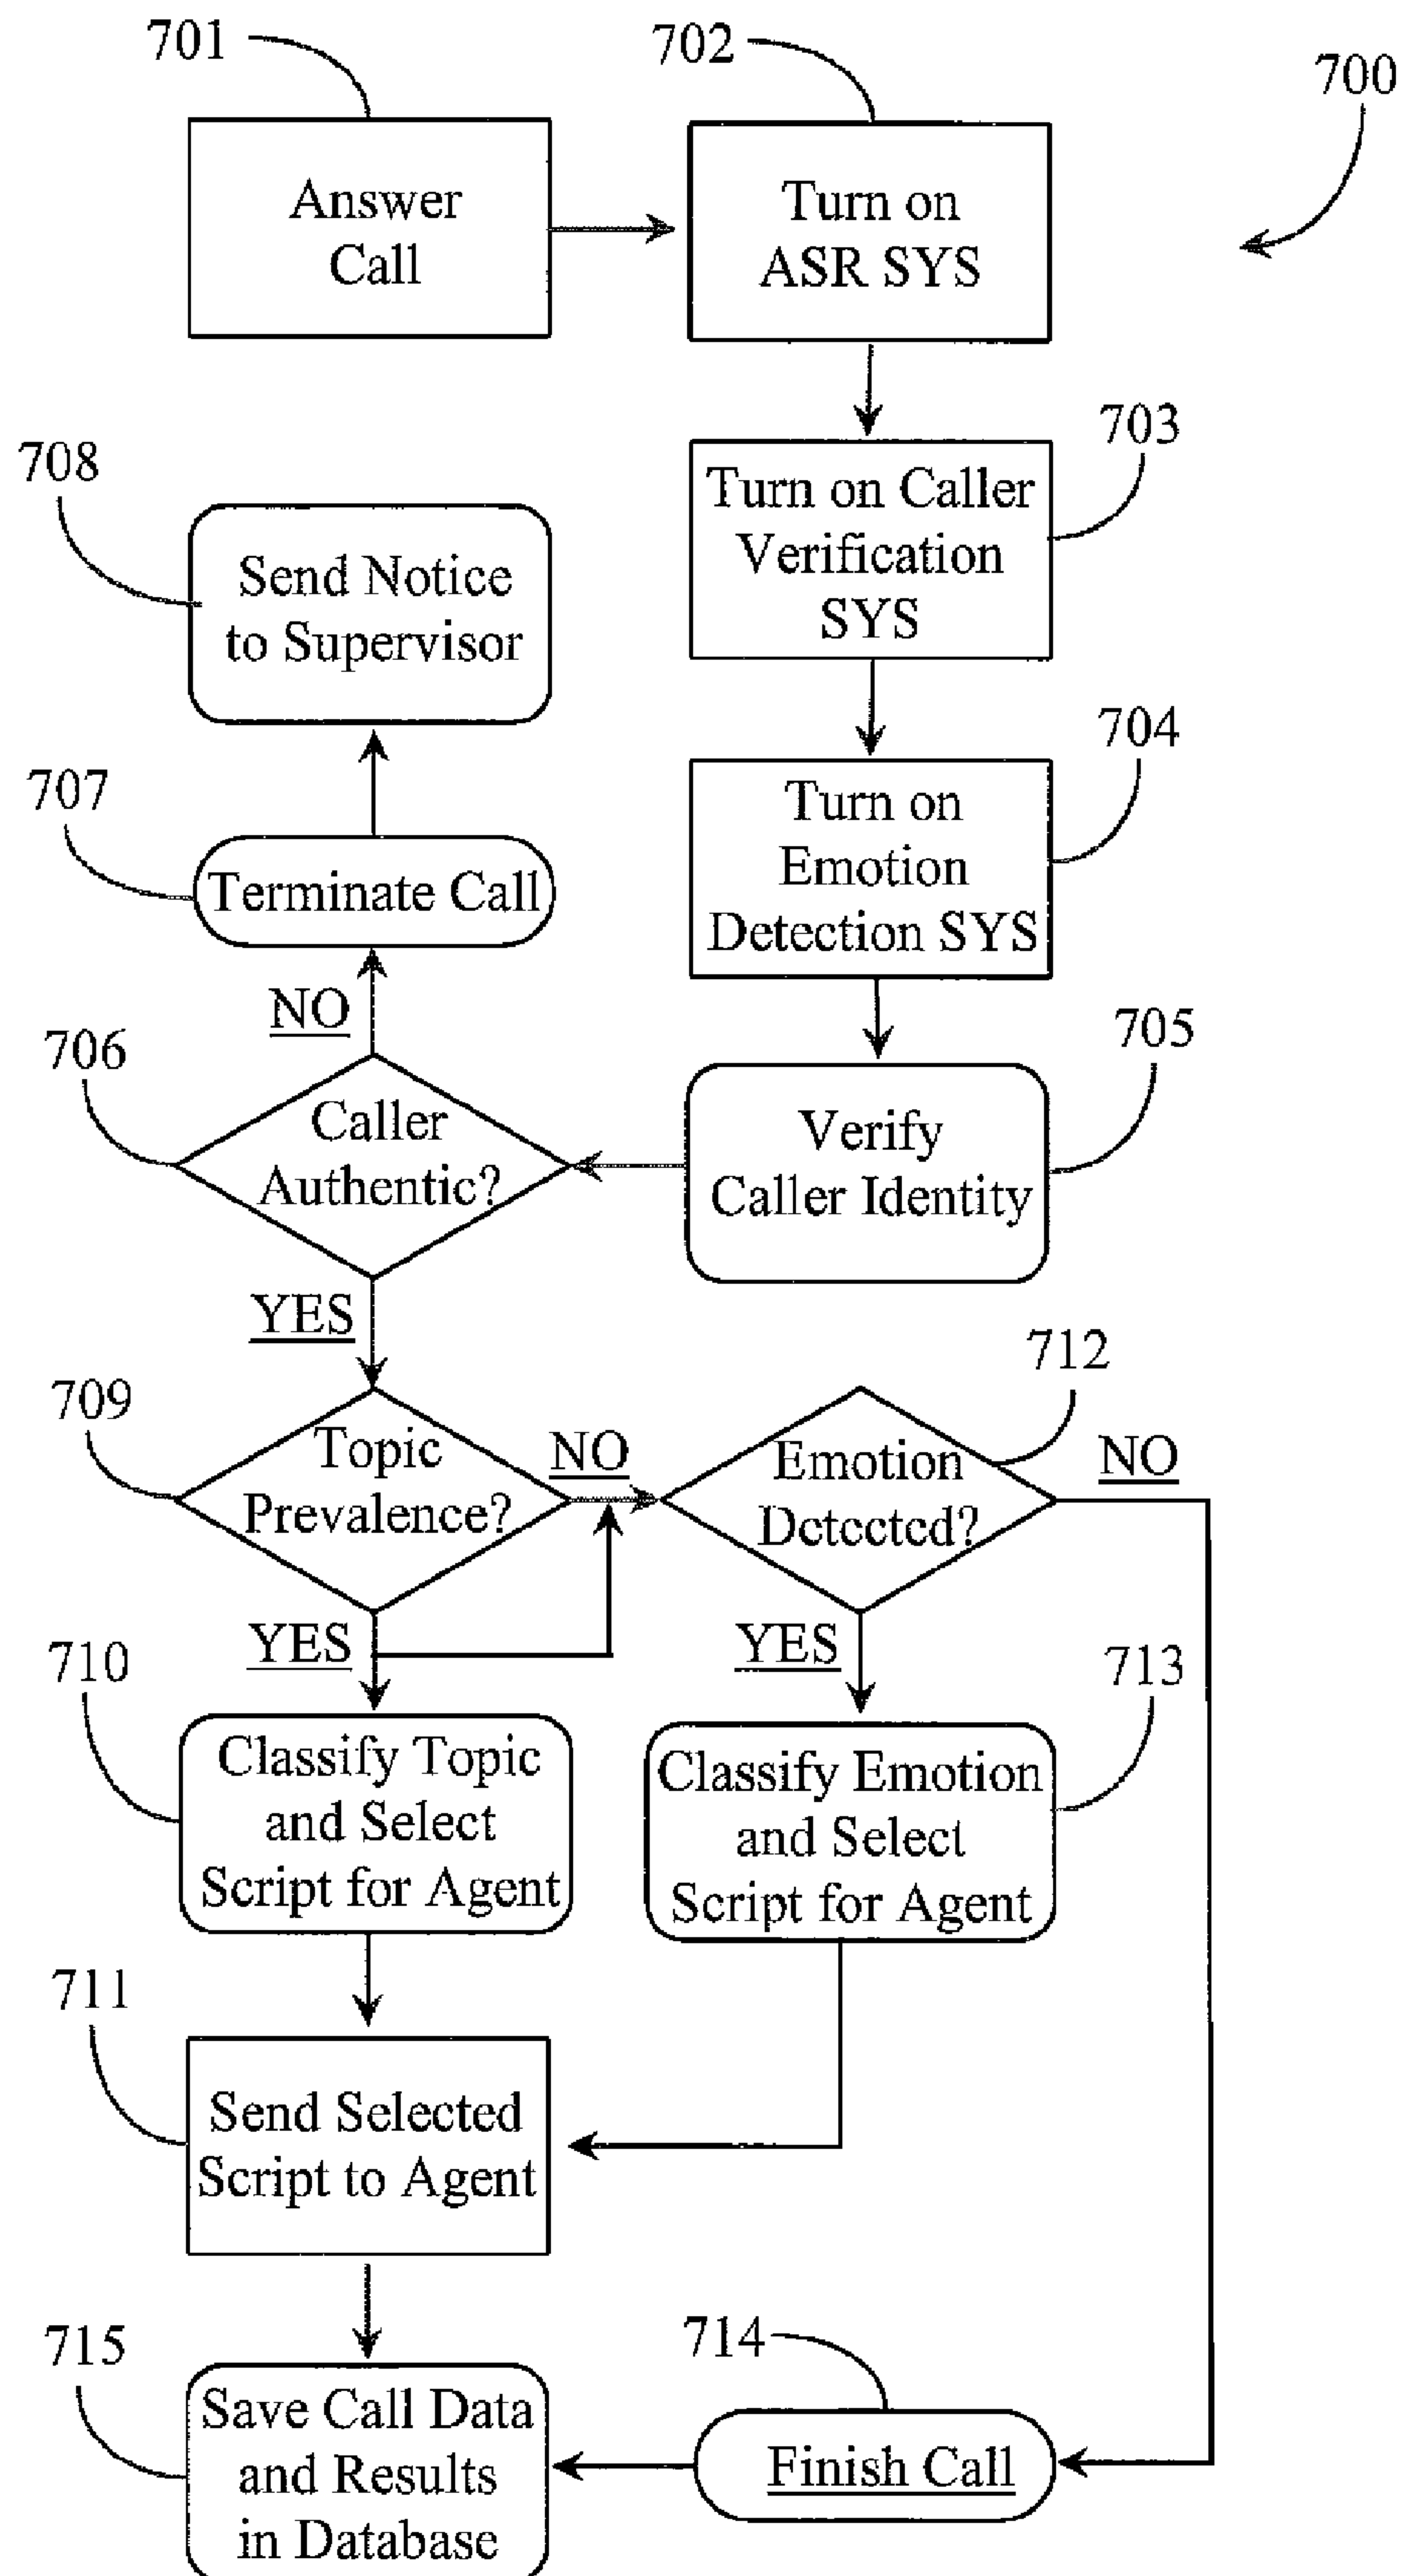 701
702
700
Answer
Call
Turn on
ASR SYS
703
Turn on Caller
Verification
SYS
708
Send Notice
to Supervisor
704
Turn on
Emotion
Detection SYS
707
Terminate Call
NO
706
Caller
Authentic?
705
Verify
Caller Identity
YES
712
709
Topic
Prevalence?
NO
Emotion
Detected?
NO
YES
YES
710
Classify Topic
and Select
Script for Agent
713
Classify Emotion
and Select
Script for Agent
711
Send Selected
Script to Agent
715
Save Call Data
and Results
in Database
714
Finish Call